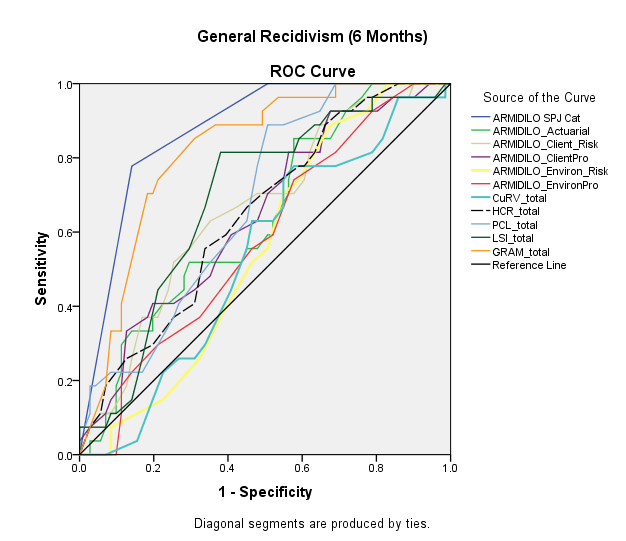 General Recidivism (6 Months)
ROC Curve
Source of the Curve
ARMIDILO SPJ Cat
ARMIDILO_Actuarial
ARMIDILO_Client_Risk
ARMIDILO_ClientPro
ARMIDILO_Environ_Risk
ARMIDILO_EnvironPro
CuRV_total
HCR_total
PCL_total
LSI_total
GRAM_total
Reference Line
Sensitivity
1.0
0.8
0.6
0.4
0.2
0.0
0.0 0.2 0.4 0.6 0.8 1.0
1 - Specificity
Diagonal segments are produced by ties.